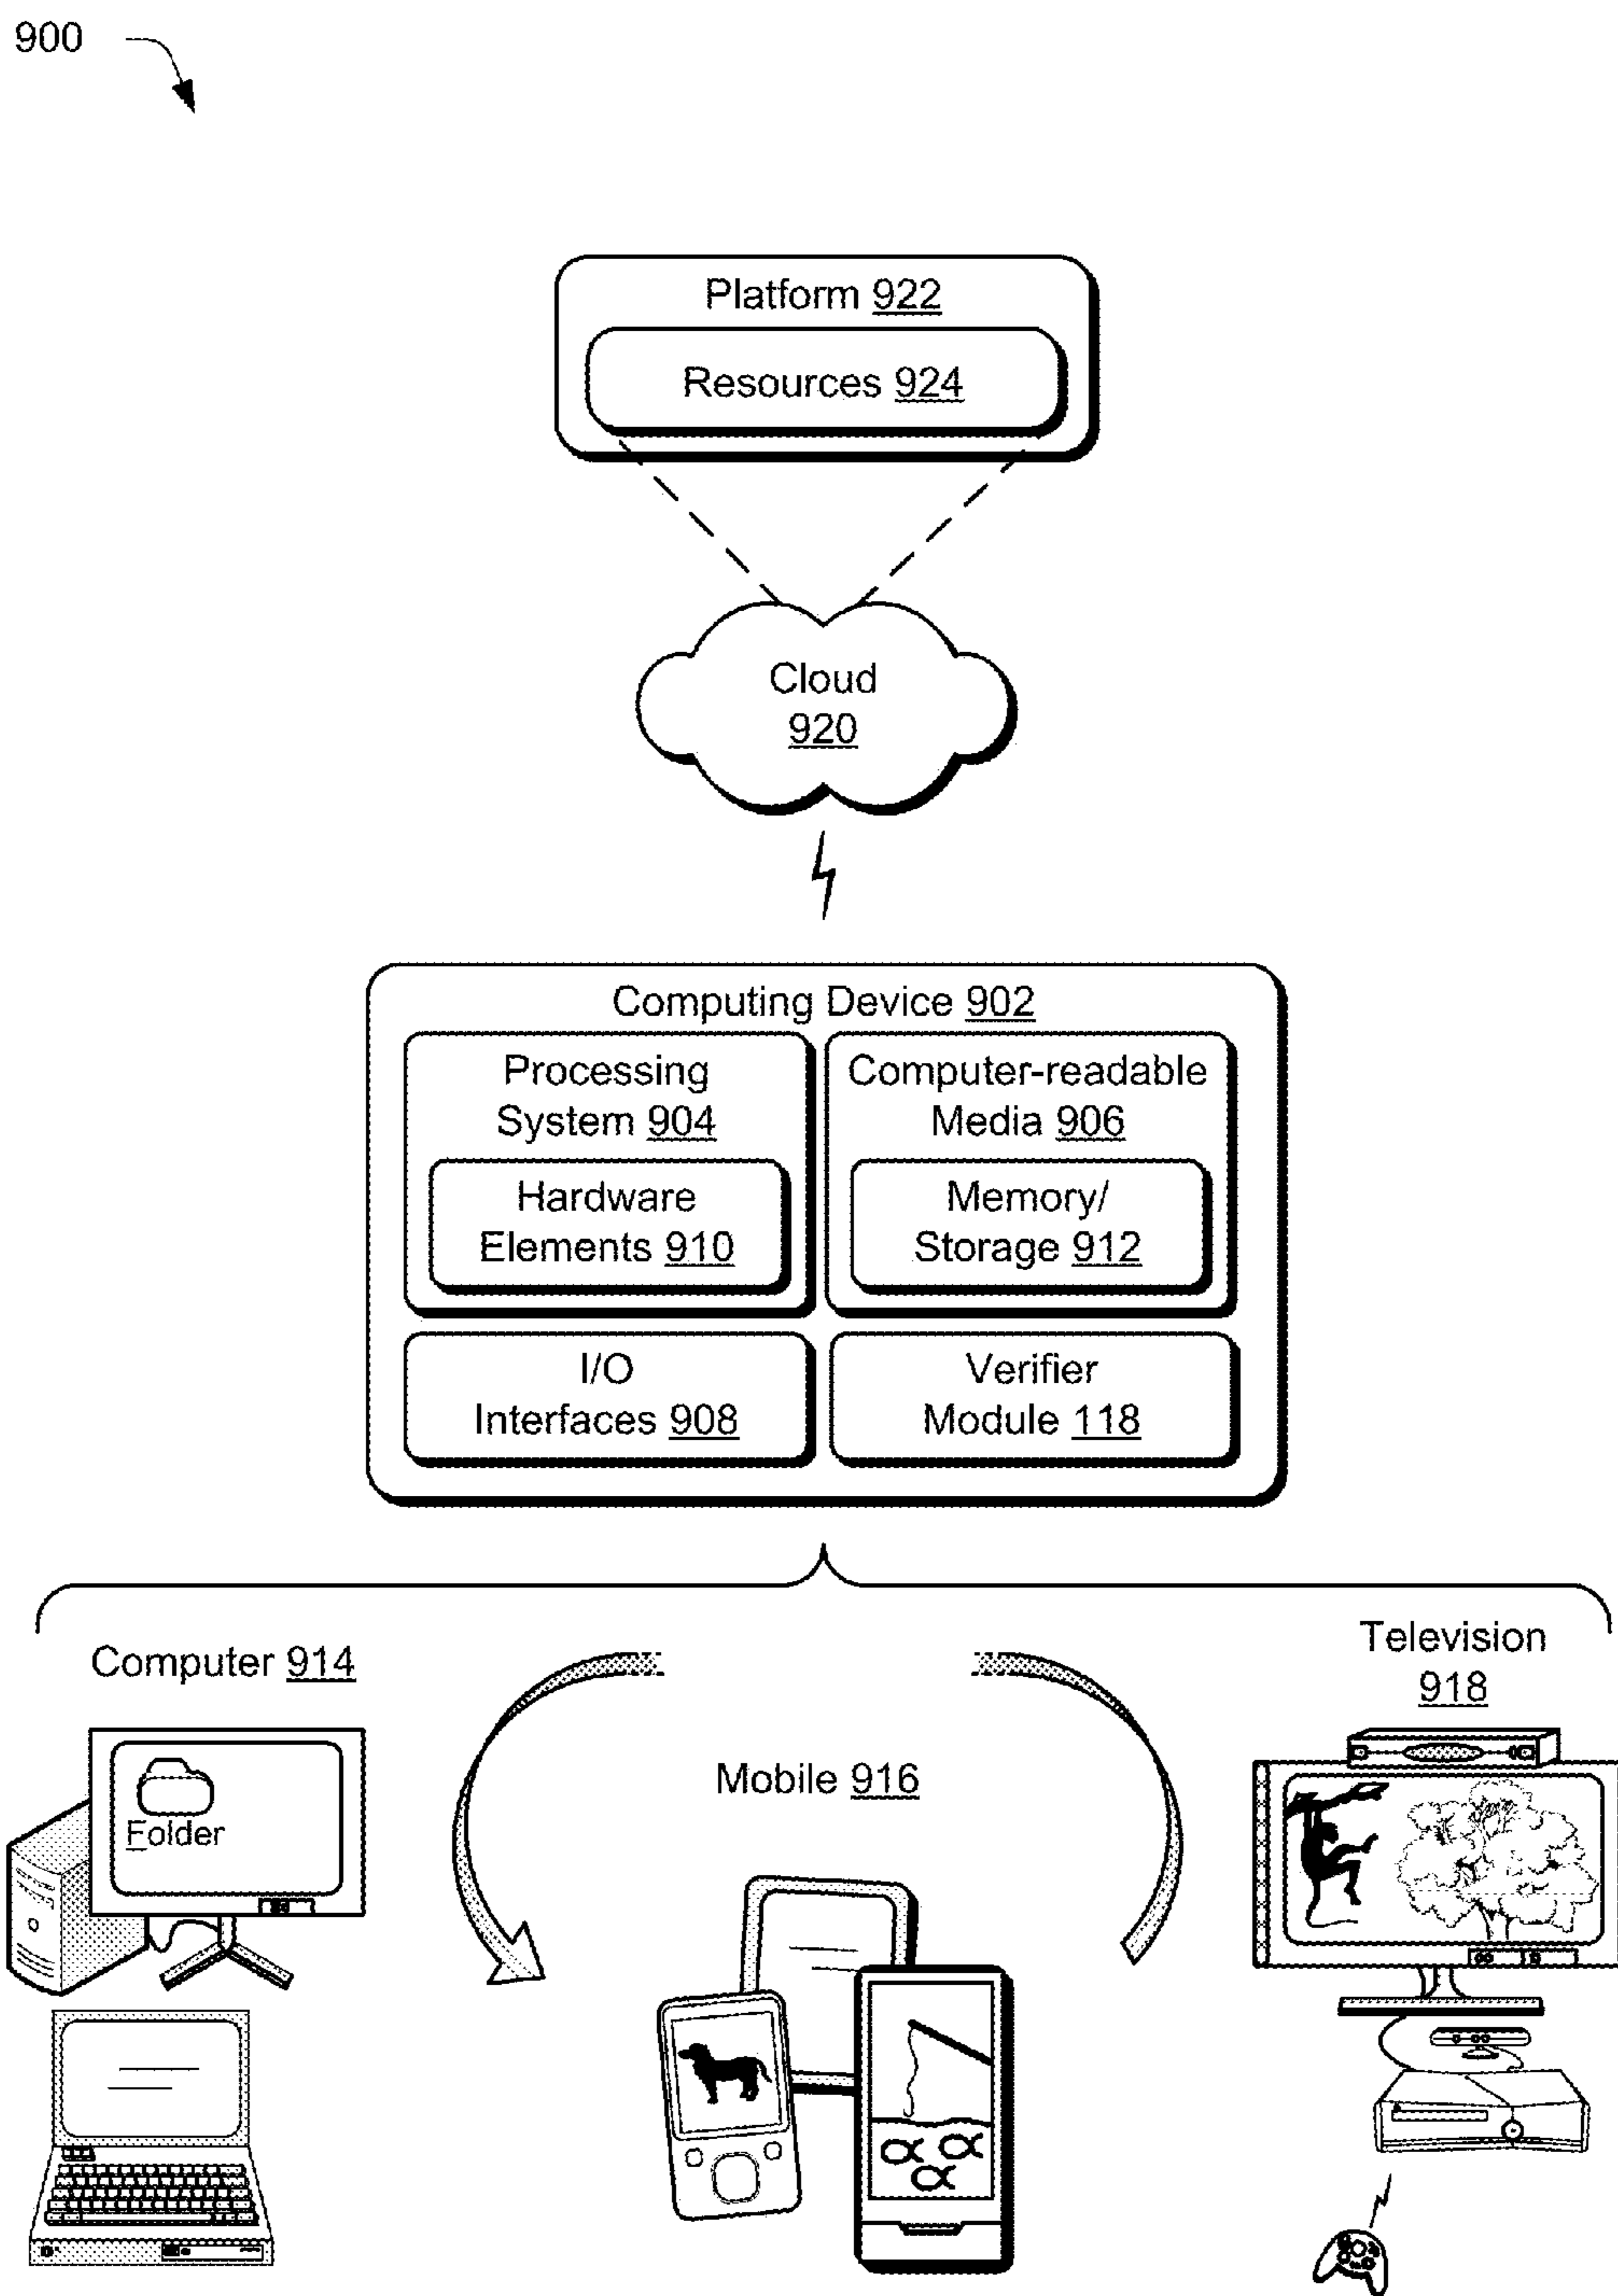 900
Platform 922
Resources 924
Cloud
920
Computing Device 902
Processing
System 904
Hardware
Elements 910
Computer-readable
Media 906
Memory/
Storage 912
I/O
Interfaces 908
Verifier
Module 118
Computer 914
Folder
Mobile 916
Television
918